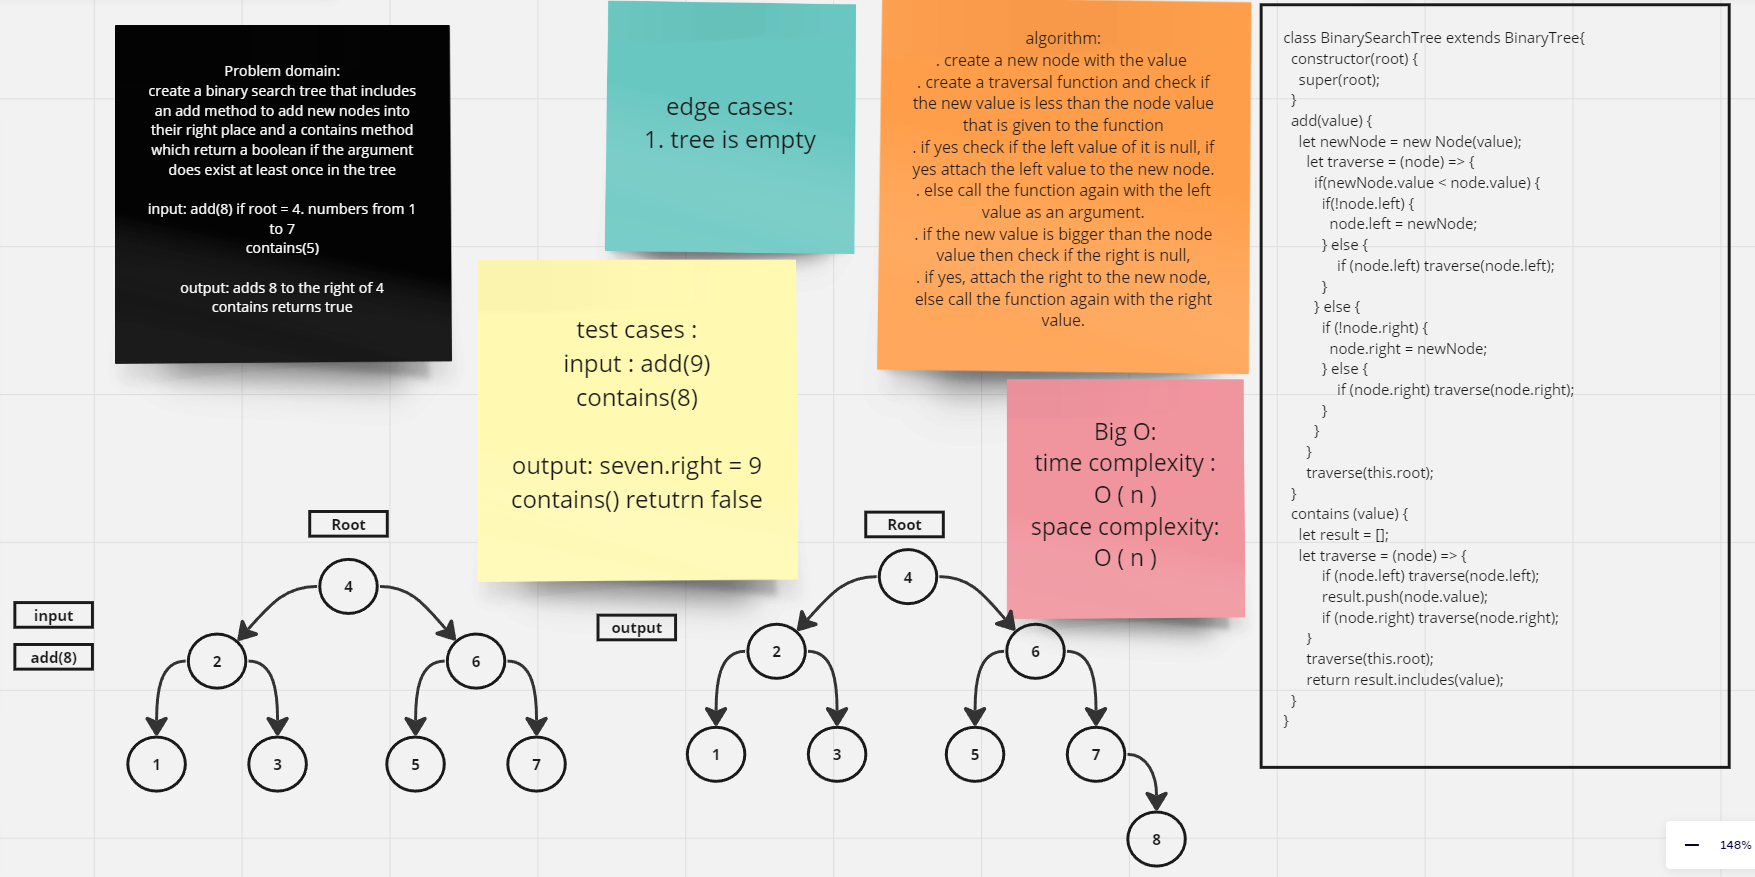 Problem domain:
create a binary search tree that includes
an add method to add new nodes into
their right place and a contains method
which return a boolean if the argument
does exist at least once in the tree
input: add(8) if root = 4. numbers from 1
to 7
contains(5)
output: adds 8 to the right of 4
contains returns true
edge cases:
1. tree is empty
algorithm:
. create a new node with the value
. create a traversal function and check if
the new value is less than the node value
that is given to the function
. if yes check if the left value of it is null, if
yes attach the left value to the new node.
. else call the function again with the left
value as an argument.
. if the new value is bigger than the node
value then check if the right is null,
. if yes, attach the right to the new node,
else call the function again with the right
value.
test cases :
input : add(9)
contains(8)
output: seven.right = 9
contains() retutrn false
Big O:
time complexity :
O ( n )
space complexity:
O ( n )
class BinarySearchTree extends BinaryTree{
constructor(root) {
super(root);
}
add(value) {
let newNode = new Node(value);
let traverse = (node) => {
if(newNode.value < node.value) {
if(!node.left) {
node.left = newNode;
} else {
if (node.left) traverse(node.left);
}
} else {
if (!node.right) {
node.right = newNode;
} else {
if (node.right) traverse(node.right);
}
}
}
traverse(this.root);
}
contains (value) {
let result = [];
let traverse = (node) => {
if (node.left) traverse(node.left);
result.push(node.value);
if (node.right) traverse(node.right);
}
traverse(this.root);
return result.includes(value);
}
}
input
add(8)
Root
4
2
6
1
3
5
7
output
Root
4
2
6
1
3
5
7
8
148%